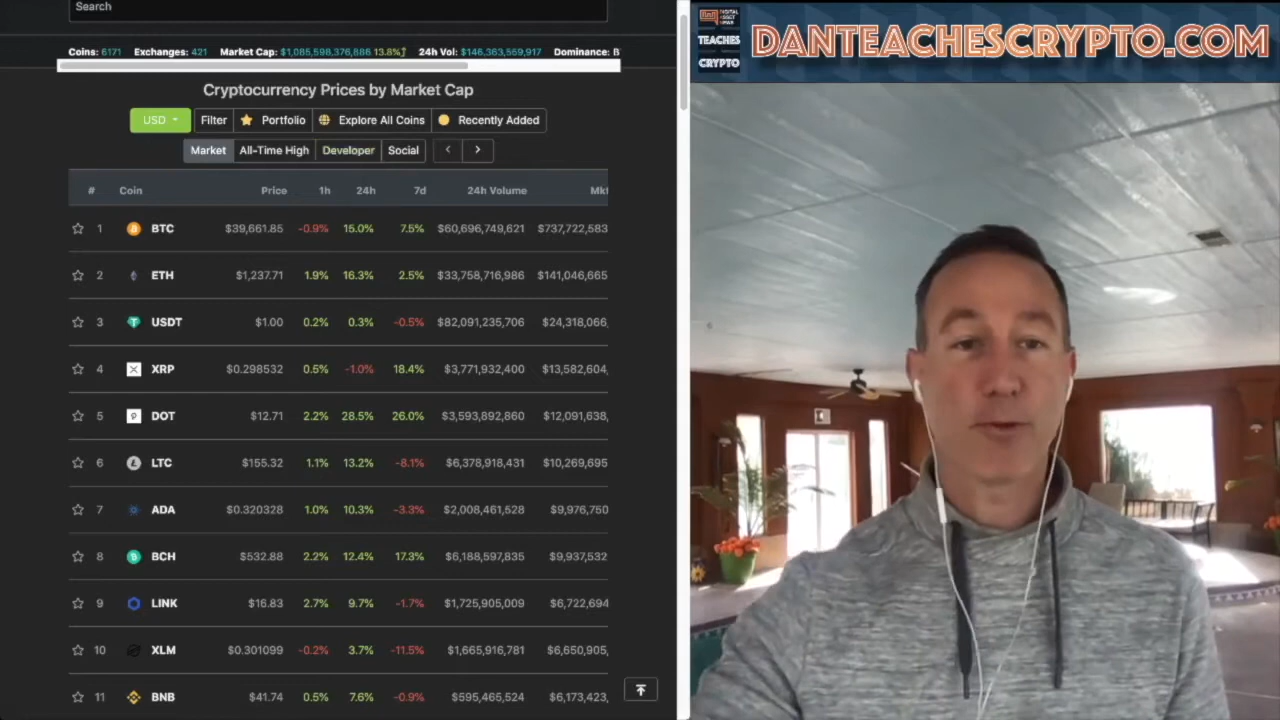 Search
Coins: 6171 Exchanges: 421 Market Cap: $1,085,598,376,886 13.8% 24h Vol: $146,363,559,917 Dominance: B
Cryptocurrency Prices by Market Cap
USD Filter Portfolio Explore All Coins Recently Added
Market All-Time High Developer Social
# Coin Price 1h 24h 7d 24h Volume Mkt
1 BTC $39,661.85 -0.9% 15.0% 7.5% $60,696,749,621 $737,722,583
2 ETH $1,237.71 1.9% 16.3% 2.5% $33,758,716,986 $141,046,665
3 USDT $1.00 0.2% 0.3% -0.5% $82,091,235,706 $24,318,066,
4 XRP $0.298532 0.5% -1.0% 18.4% $3,771,932,400 $13,582,604,
5 DOT $12.71 2.2% 28.5% 26.0% $3,593,892,860 $12,091,638,
6 LTC $155.32 1.1% 13.2% -8.1% $6,378,918,431 $10,269,695
7 ADA $0.320328 1.0% 10.3% -3.3% $2,008,461,528 $9,976,750
8 BCH $532.88 2.2% 12.4% 17.3% $6,188,597,835 $9,937,532
9 LINK $16.83 2.7% 9.7% -1.7% $1,725,905,009 $6,722,694
10 XLM $0.301099 -0.2% 3.7% -11.5% $1,665,916,781 $6,650,905,
11 BNB $41.74 0.5% 7.6% -0.9% $595,465,524 $6,173,423,
TEACHES
CRYPTO
DANTEACHESCRYPTO.COM